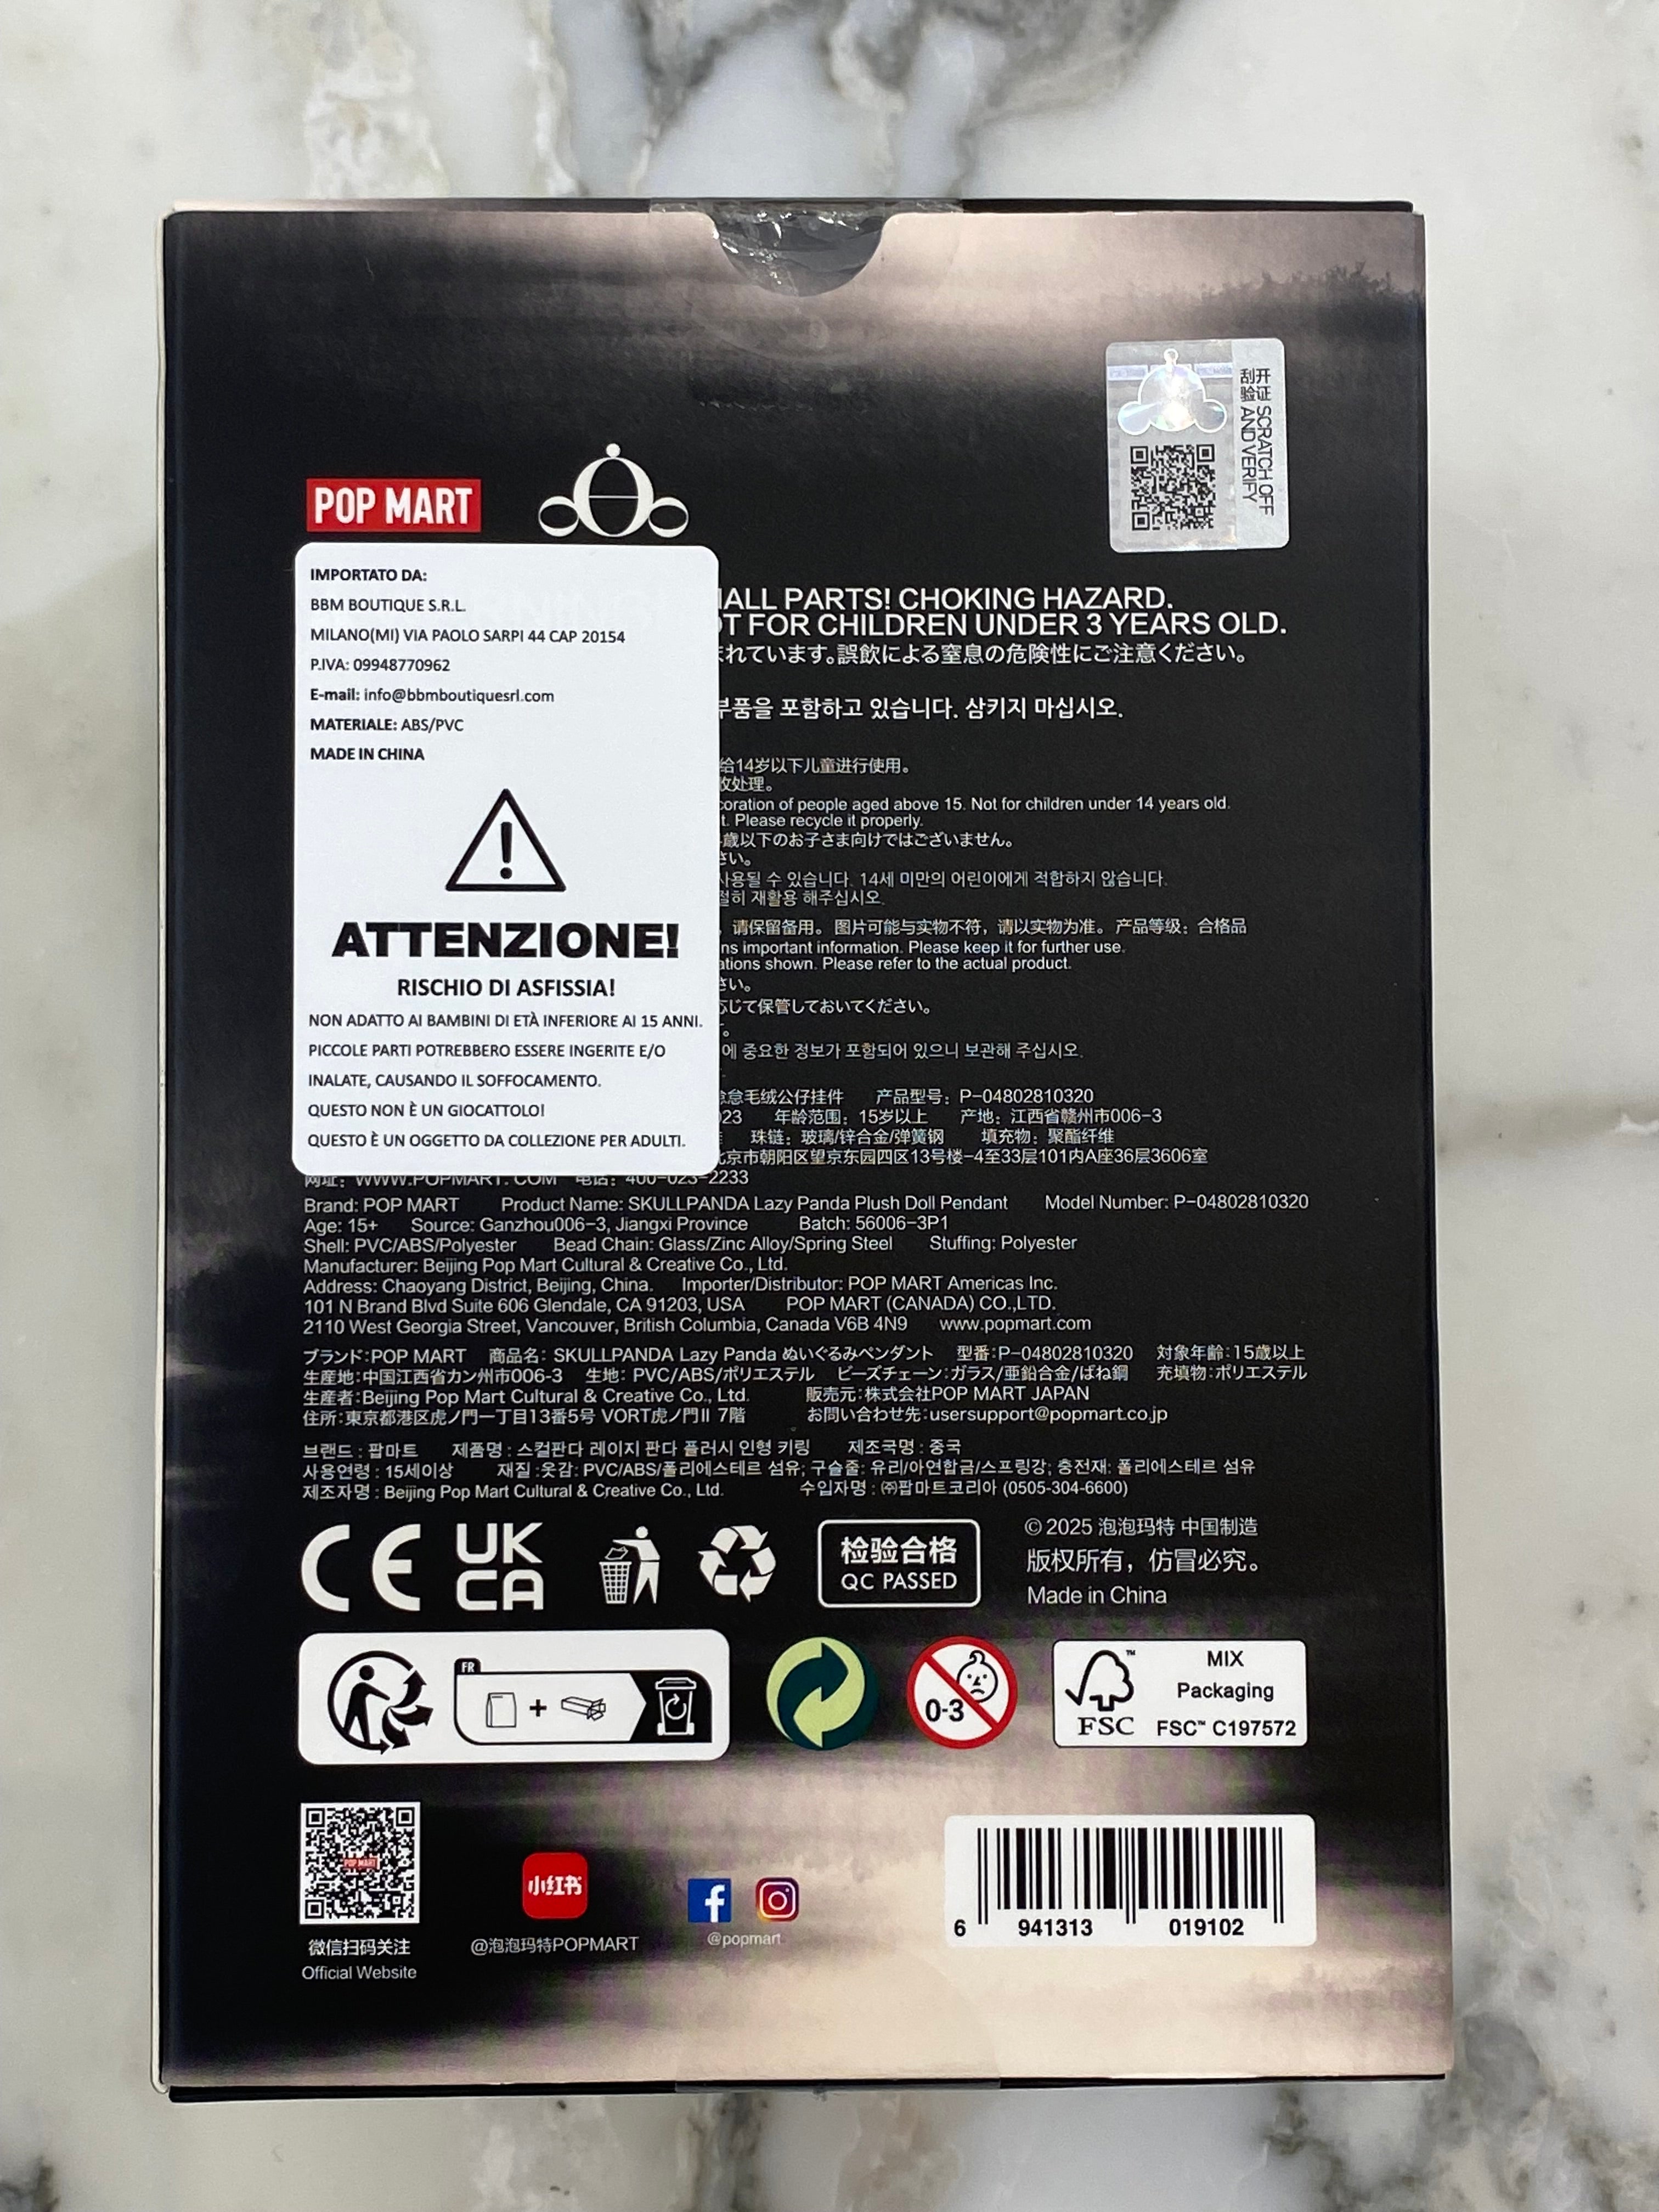 刮开 SCRATCH OFF
验证 AND VERIFY
POP MART
IMPORTATO DA:
BBM BOUTIQUE S.R.L.
MILANO(MI) VIA PAOLO SARPI 44 CAP 20154
P.IVA: 09948770962
E-mail: info@bbmboutiquesrl.com
MATERIALE: ABS/PVC
MADE IN CHINA
ATTENZIONE!
RISCHIO DI ASFISSIA!
NON ADATTO AI BAMBINI DI ETÀ INFERIORE AI 15 ANNI.
PICCOLE PARTI POTREBBERO ESSERE INGERITE E/O
INALATE, CAUSANDO IL SOFFOCAMENTO.
QUESTO NON È UN GIOCATTOLO!
QUESTO È UN OGGETTO DA COLLEZIONE PER ADULTI.
ALL PARTS! CHOKING HAZARD.
FOR CHILDREN UNDER 3 YEARS OLD.
れています。誤飲による窒息の危険性にご注意ください。
품을 포함하고 있습니다. 삼키지 마십시오.
给14岁以下儿童进行使用。
处理。
coration of people aged above 15. Not for children under 14 years old.
t. Please recycle it properly.
歳以下のお子さま向けではございません。
さい。
사용될 수 있습니다. 14세 미만의 어린이에게 적합하지 않습니다.
히 재활용 해주십시오.
请保留备用。 图片可能与实物不符，请以实物为准。 产品等级：合格品
ns important information. Please keep it for further use.
ations shown. Please refer to the actual product.
さい。
じて保管しておいてください。
에 중요한 정보가 포함되어 있으니 보관해 주십시오.
怠毛绒公仔挂件 产品型号：P-04802810320
23 年龄范围：15岁以上 产地：江西省赣州市006-3
珠链：玻璃/锌合金/弹簧钢 填充物：聚酯纤维
京市朝阳区望京东园四区13号楼-4至33层101内A座36层3606室
网址：WWW.POPMART.COM 电话：400-023-2233
Brand: POP MART Product Name: SKULLPANDA Lazy Panda Plush Doll Pendant Model Number: P-04802810320
Age: 15+ Source: Ganzhou006-3, Jiangxi Province Batch: 56006-3P1
Shell: PVC/ABS/Polyester Bead Chain: Glass/Zinc Alloy/Spring Steel Stuffing: Polyester
Manufacturer: Beijing Pop Mart Cultural & Creative Co., Ltd.
Address: Chaoyang District, Beijing, China. Importer/Distributor: POP MART Americas Inc.
101 N Brand Blvd Suite 606 Glendale, CA 91203, USA POP MART (CANADA) CO.,LTD.
2110 West Georgia Street, Vancouver, British Columbia, Canada V6B 4N9 www.popmart.com
ブランド:POP MART 商品名: SKULLPANDA Lazy Panda ぬいぐるみペンダント 型番:P-04802810320 対象年齢:15歳以上
生産地:中国江西省カン州市006-3 生地: PVC/ABS/ポリエステル ビーズチェーン:ガラス/亜鉛合金/ばね鋼 充填物:ポリエステル
生産者:Beijing Pop Mart Cultural & Creative Co., Ltd. 販売元:株式会社POP MART JAPAN
住所:東京都港区虎ノ門一丁目13番5号 VORT虎ノ門II 7階 お問い合わせ先:usersupport@popmart.co.jp
브랜드 : 팝마트 제품명 : 스컬판다 레이지 판다 플러시 인형 키링 제조국명 : 중국
사용연령 : 15세이상 재질 :옷감: PVC/ABS/폴리에스테르 섬유; 구슬줄: 유리/아연합금/스프링강; 충전재: 폴리에스테르 섬유
제조자명 : Beijing Pop Mart Cultural & Creative Co., Ltd. 수입자명 : ㈜팝마트코리아 (0505-304-6600)
CE UK
CA
检验合格
QC PASSED
© 2025 泡泡玛特 中国制造
版权所有，仿冒必究。
Made in China
FR
0-3
FSC™
MIX
Packaging
FSC™ C197572
POP MART
微信扫码关注
Official Website
小红书
@泡泡玛特POPMART
@popmart
6 941313 019102